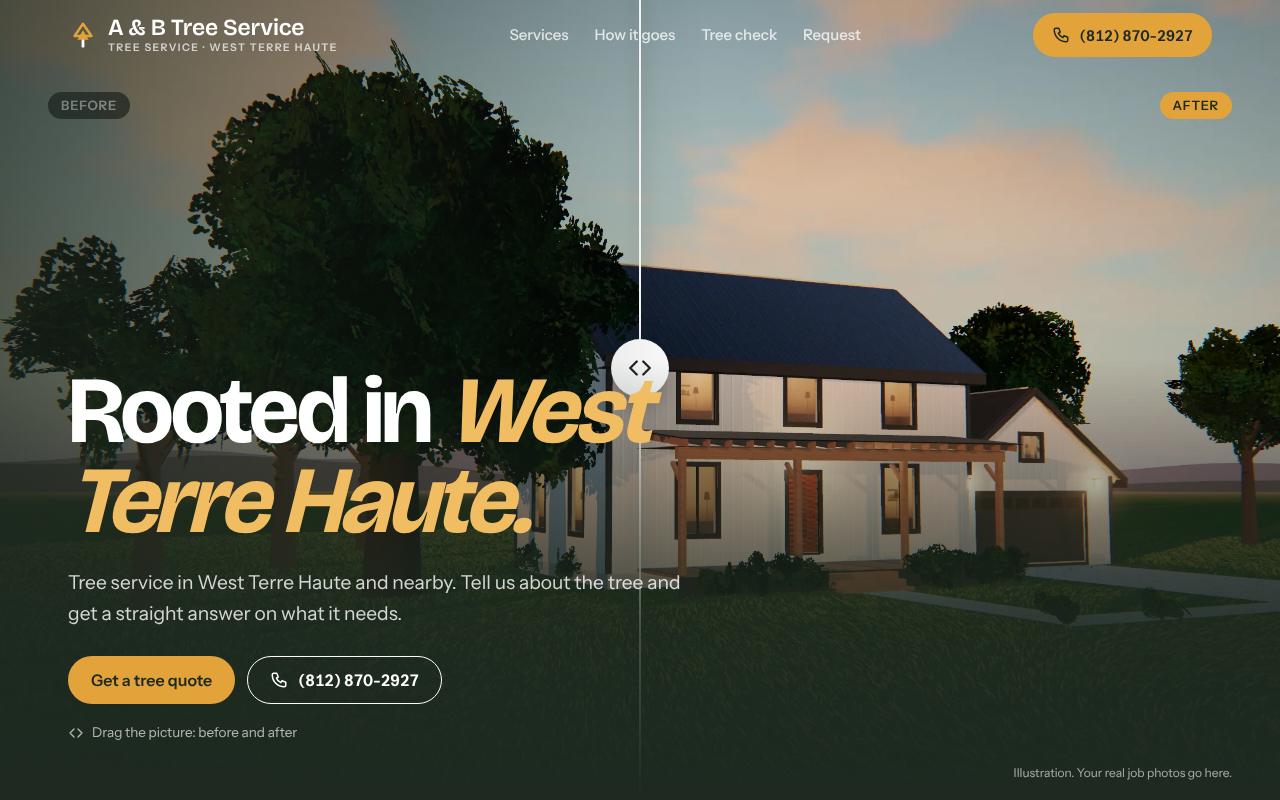 A & B Tree Service
TREE SERVICE · WEST TERRE HAUTE
Services
How it goes
Tree check
Request
(812) 870-2927
BEFORE
AFTER
Rooted in West
Terre Haute.
Tree service in West Terre Haute and nearby. Tell us about the tree and
get a straight answer on what it needs.
Get a tree quote
(812) 870-2927
Drag the picture: before and after
Illustration. Your real job photos go here.